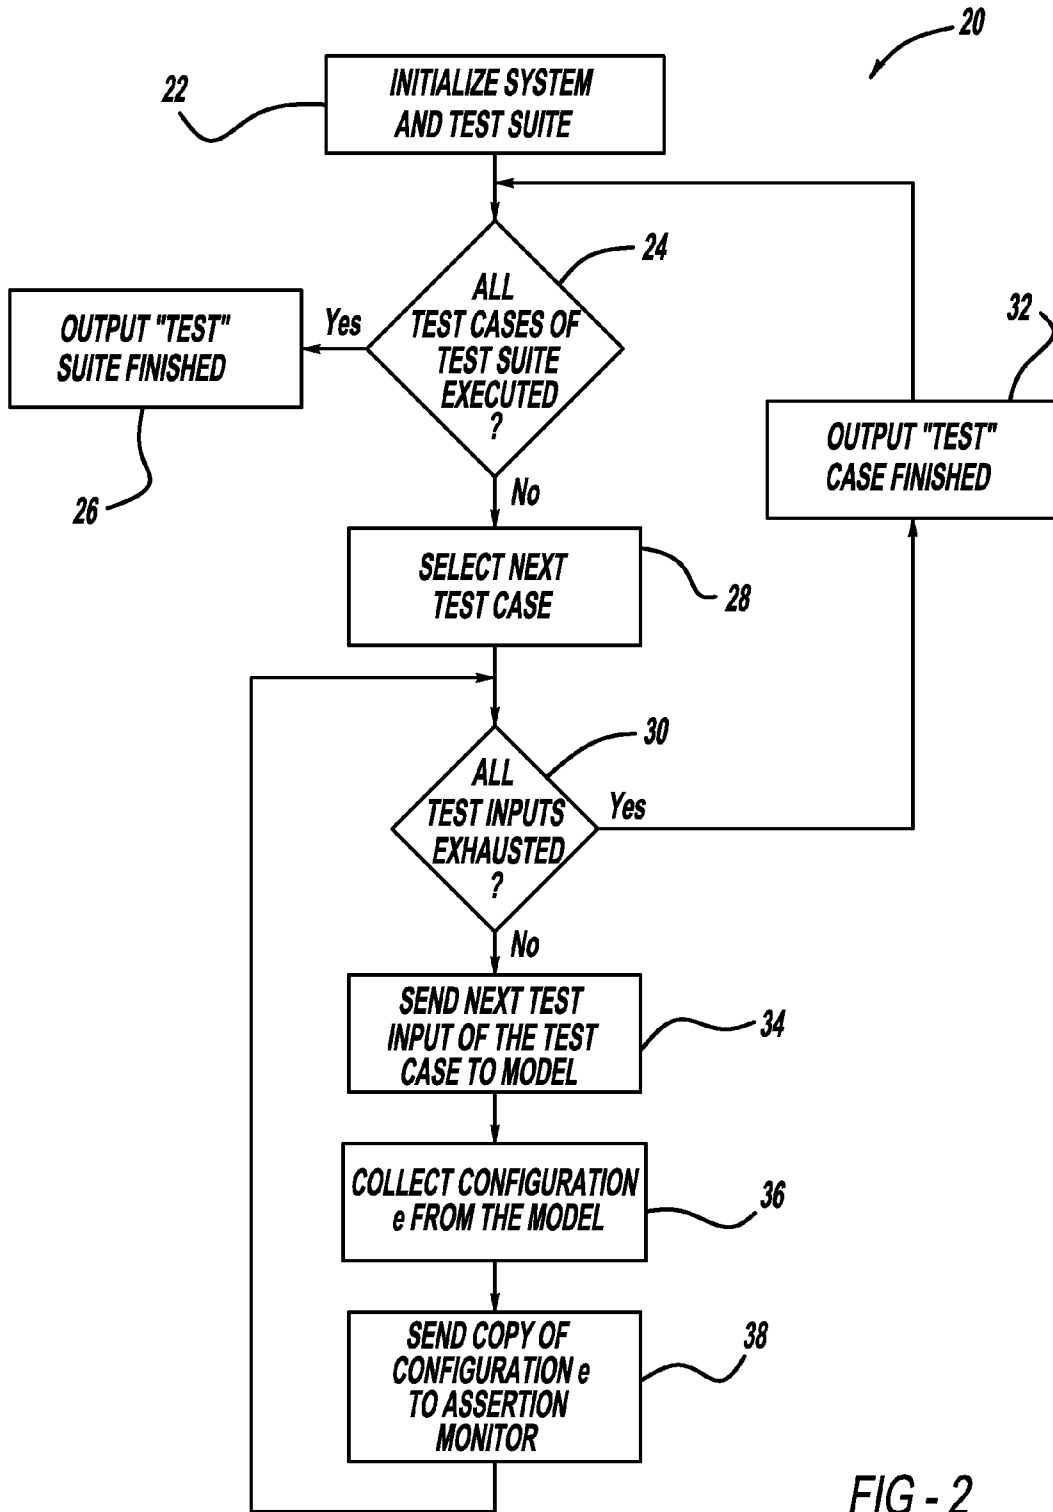 20
22
INITIALIZE SYSTEM
AND TEST SUITE
24
ALL
TEST CASES OF
TEST SUITE
EXECUTED
?
Yes
OUTPUT "TEST"
SUITE FINISHED
26
32
OUTPUT "TEST"
CASE FINISHED
No
SELECT NEXT
TEST CASE
28
30
ALL
TEST INPUTS
EXHAUSTED
?
Yes
No
SEND NEXT TEST
INPUT OF THE TEST
CASE TO MODEL
34
COLLECT CONFIGURATION
e FROM THE MODEL
36
SEND COPY OF
CONFIGURATION e
TO ASSERTION
MONITOR
38
FIG - 2